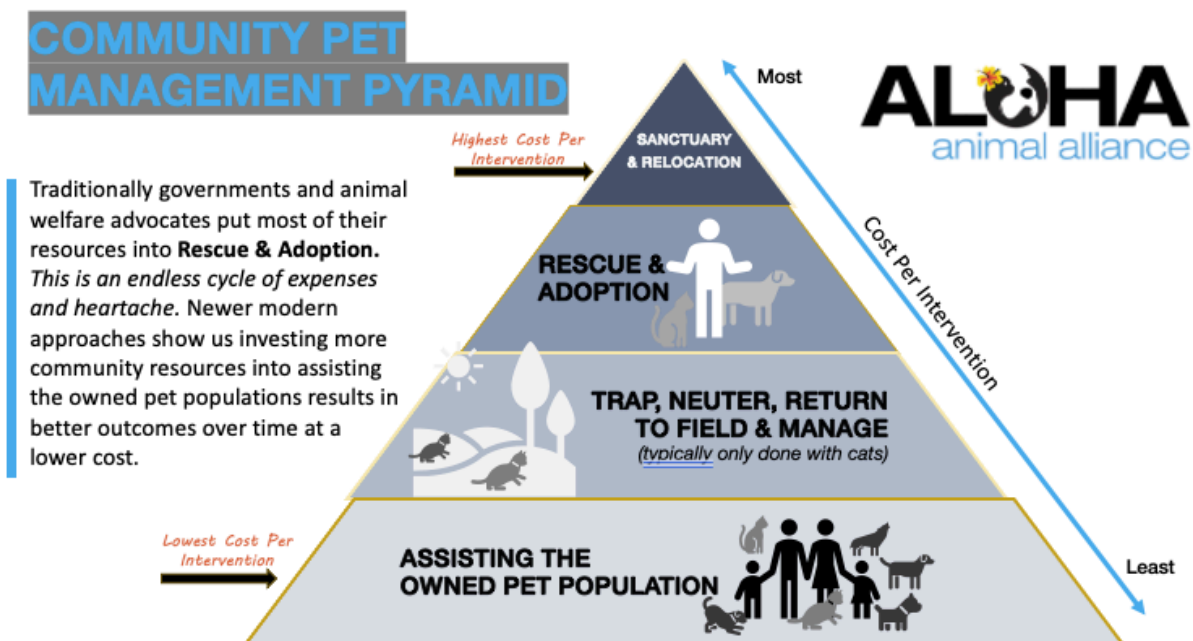 COMMUNITY PET
MANAGEMENT PYRAMID
Traditionally governments and animal
welfare advocates put most of their
resources into Rescue & Adoption.
This is an endless cycle of expenses
and heartache. Newer modern
approaches show us investing more
community resources into assisting
the owned pet populations results in
better outcomes over time at a
lower cost.
Highest Cost Per
Intervention
Lowest Cost Per
Intervention
SANCTUARY
& RELOCATION
RESCUE &
ADOPTION
TRAP, NEUTER, RETURN
TO FIELD & MANAGE
(typically only done with cats)
ASSISTING THE
OWNED PET POPULATION
Most
Cost Per Intervention
Least
ALOHA
animal alliance